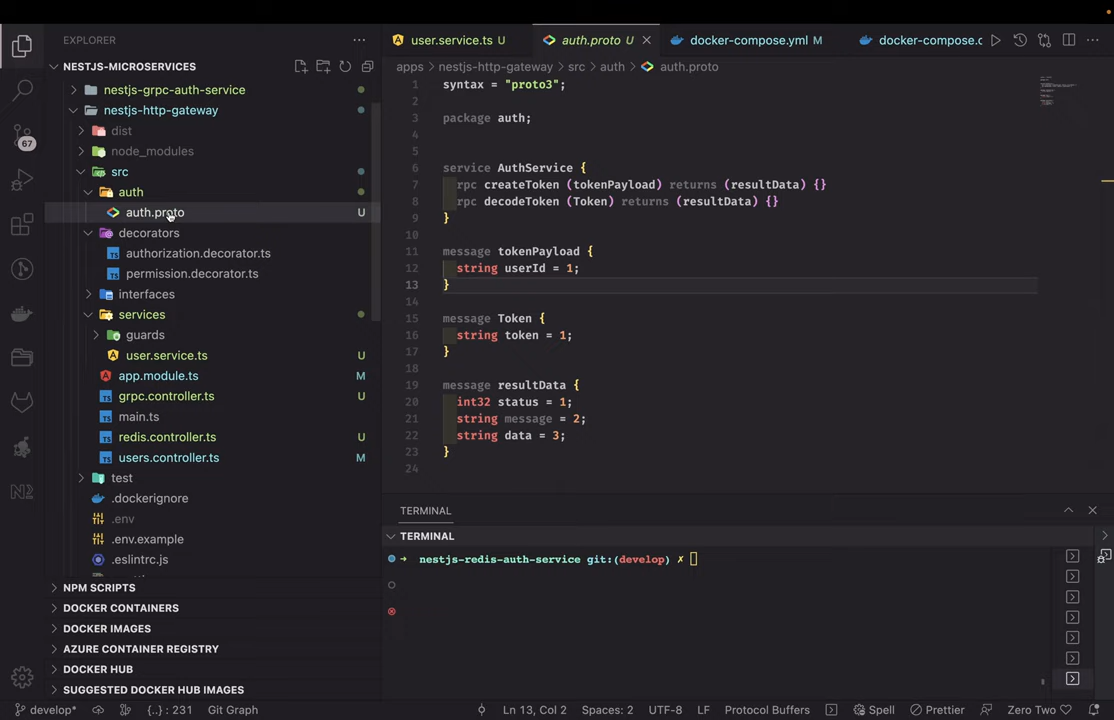 EXPLORER
NESTJS-MICROSERVICES
nestjs-grpc-auth-service
nestjs-http-gateway
dist
node_modules
src
auth
auth.proto U
decorators
authorization.decorator.ts
permission.decorator.ts
interfaces
services
guards
user.service.ts U
app.module.ts M
grpc.controller.ts U
main.ts
redis.controller.ts U
users.controller.ts M
test
.dockerignore
.env
.env.example
.eslintrc.js
NPM SCRIPTS
DOCKER CONTAINERS
DOCKER IMAGES
AZURE CONTAINER REGISTRY
DOCKER HUB
SUGGESTED DOCKER HUB IMAGES
67
user.service.ts U
auth.proto U
docker-compose.yml M
docker-compose.c
apps > nestjs-http-gateway > src > auth > auth.proto
1 syntax = "proto3";
2
3 package auth;
4
5
6 service AuthService {
7 rpc createToken (tokenPayload) returns (resultData) {}
8 rpc decodeToken (Token) returns (resultData) {}
9 }
10
11 message tokenPayload {
12 string userId = 1;
13 }
14
15 message Token {
16 string token = 1;
17 }
18
19 message resultData {
20 int32 status = 1;
21 string message = 2;
22 string data = 3;
23 }
24
TERMINAL
TERMINAL
→ nestjs-redis-auth-service git:(develop) ✗
develop*
{..} : 231
Git Graph
Ln 13, Col 2
Spaces: 2
UTF-8
LF
Protocol Buffers
Spell
Prettier
Zero Two